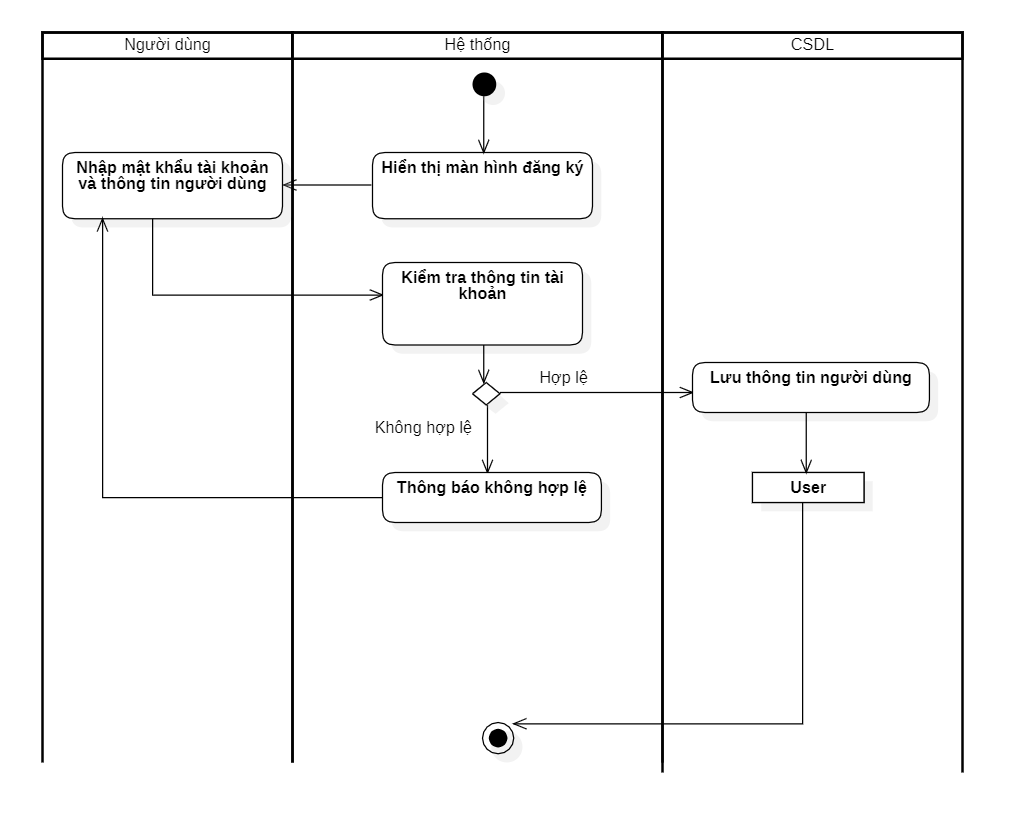 Người dùng
Hệ thống
CSDL
Nhập mật khẩu tài khoản
và thông tin người dùng
Hiển thị màn hình đăng ký
Kiểm tra thông tin tài
khoản
Hợp lệ
Lưu thông tin người dùng
Không hợp lệ
Thông báo không hợp lệ
User